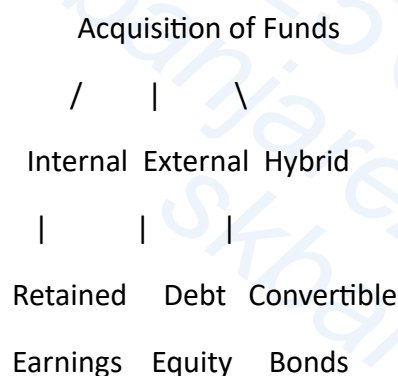 Acquisition of Funds
/ | \
Internal External Hybrid
| | |
Retained Debt Convertible
Earnings Equity Bonds